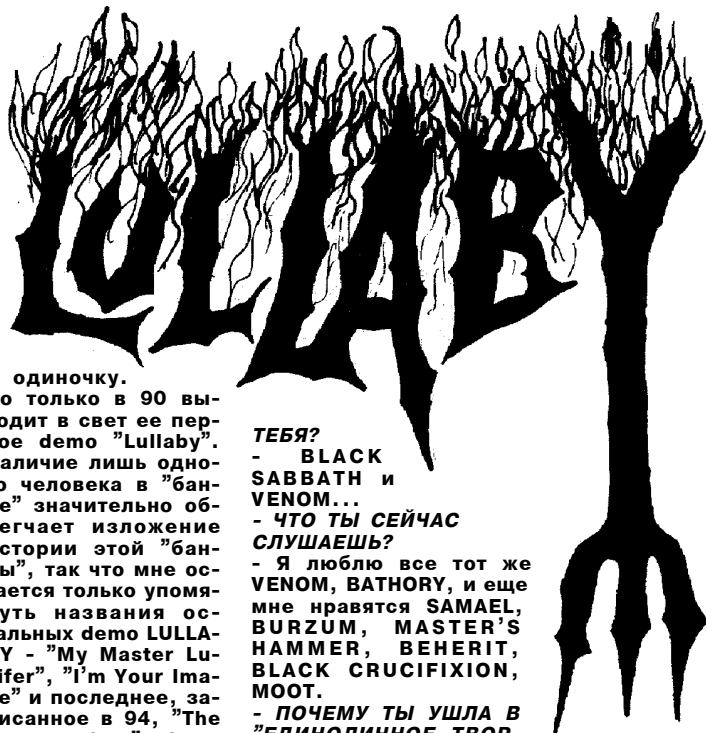 LULLABY
одиночку.
о только в 90 вы-
одит в свет ее пер-
ое demo ”Lullaby”.
аличие лишь одно-
о человека в ”бан-
е” значительно об-
егчает изложение
стории этой ”бан-
ы”, так что мне ос-
ается только упомя-
уть названия ос-
альных demo LULLA-
Y - ”My Master Lu-
ifer”, ”I’m Your Ima-
e” и последнее, за-
исанное в 94, ”The
ТЕБЯ?
- BLACK
SABBATH и
VENOM...
- ЧТО ТЫ СЕЙЧАС
СЛУШАЕШЬ?
- Я люблю все тот же
VENOM, BATHORY, и еще
мне нравятся SAMAEL,
BURZUM, MASTER’S
HAMMER, BEHERIT,
BLACK CRUCIFIXION,
MOOT.
- ПОЧЕМУ ТЫ УШЛА В
”ЕДИНОЛИЧНОЕ ТВОР-